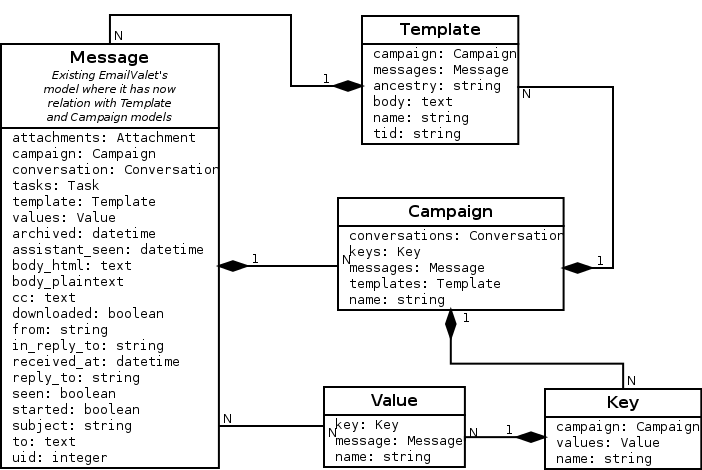 Message
Existing EmailValet's
model where it has now
relation with Template
and Campaign models
attachments: Attachment
campaign: Campaign
conversation: Conversation
tasks: Task
template: Template
values: Value
archived: datetime
assistant_seen: datetime
body_html: text
body_plaintext
cc: text
downloaded: boolean
from: string
in_reply_to: string
received_at: datetime
reply_to: string
seen: boolean
started: boolean
subject: string
to: text
uid: integer
N
1
Template
campaign: Campaign
messages: Message
ancestry: string
body: text
name: string
tid: string
N
1
1
N
Campaign
conversations: Conversation
keys: Key
messages: Message
templates: Template
name: string
1
N
N
N
Value
key: Key
message: Message
name: string
N
1
Key
campaign: Campaign
values: Value
name: string